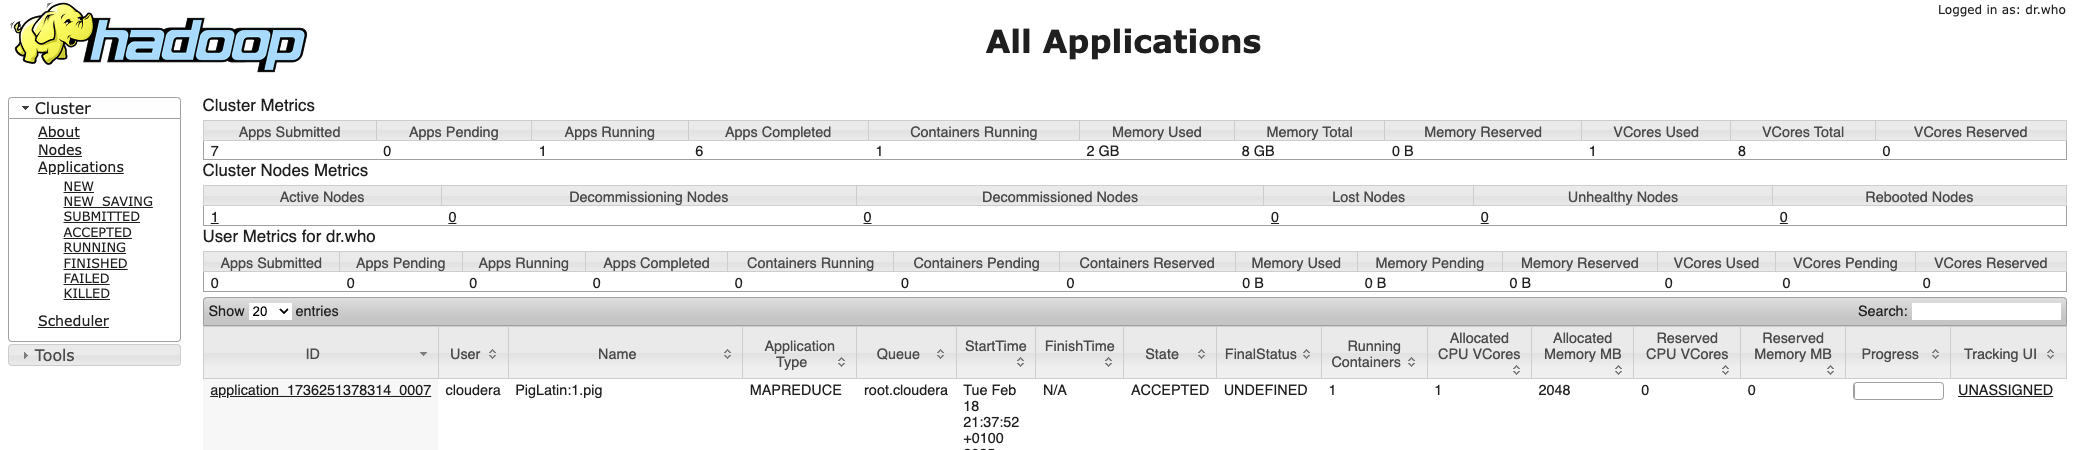 Logged in as: dr.who
hadoop
All Applications
Cluster
About
Nodes
Applications
NEW
NEW_SAVING
SUBMITTED
ACCEPTED
RUNNING
FINISHED
FAILED
KILLED
Scheduler
Tools
Cluster Metrics
Apps Submitted Apps Pending Apps Running Apps Completed Containers Running Memory Used Memory Total Memory Reserved VCores Used VCores Total VCores Reserved
7 0 1 6 1 2 GB 8 GB 0 B 1 8 0
Cluster Nodes Metrics
Active Nodes Decommissioning Nodes Decommissioned Nodes Lost Nodes Unhealthy Nodes Rebooted Nodes
1 0 0 0 0 0
User Metrics for dr.who
Apps Submitted Apps Pending Apps Running Apps Completed Containers Running Containers Pending Containers Reserved Memory Used Memory Pending Memory Reserved VCores Used VCores Pending VCores Reserved
0 0 0 0 0 0 0 0 B 0 B 0 B 0 0 0
Show 20 entries Search:
ID User Name Application Type Queue StartTime FinishTime State FinalStatus Running Containers Allocated CPU VCores Allocated Memory MB Reserved CPU VCores Reserved Memory MB Progress Tracking UI
application_1736251378314_0007 cloudera PigLatin:1.pig MAPREDUCE root.cloudera Tue Feb N/A ACCEPTED UNDEFINED 1 1 2048 0 0 UNASSIGNED
18
21:37:52
+0100